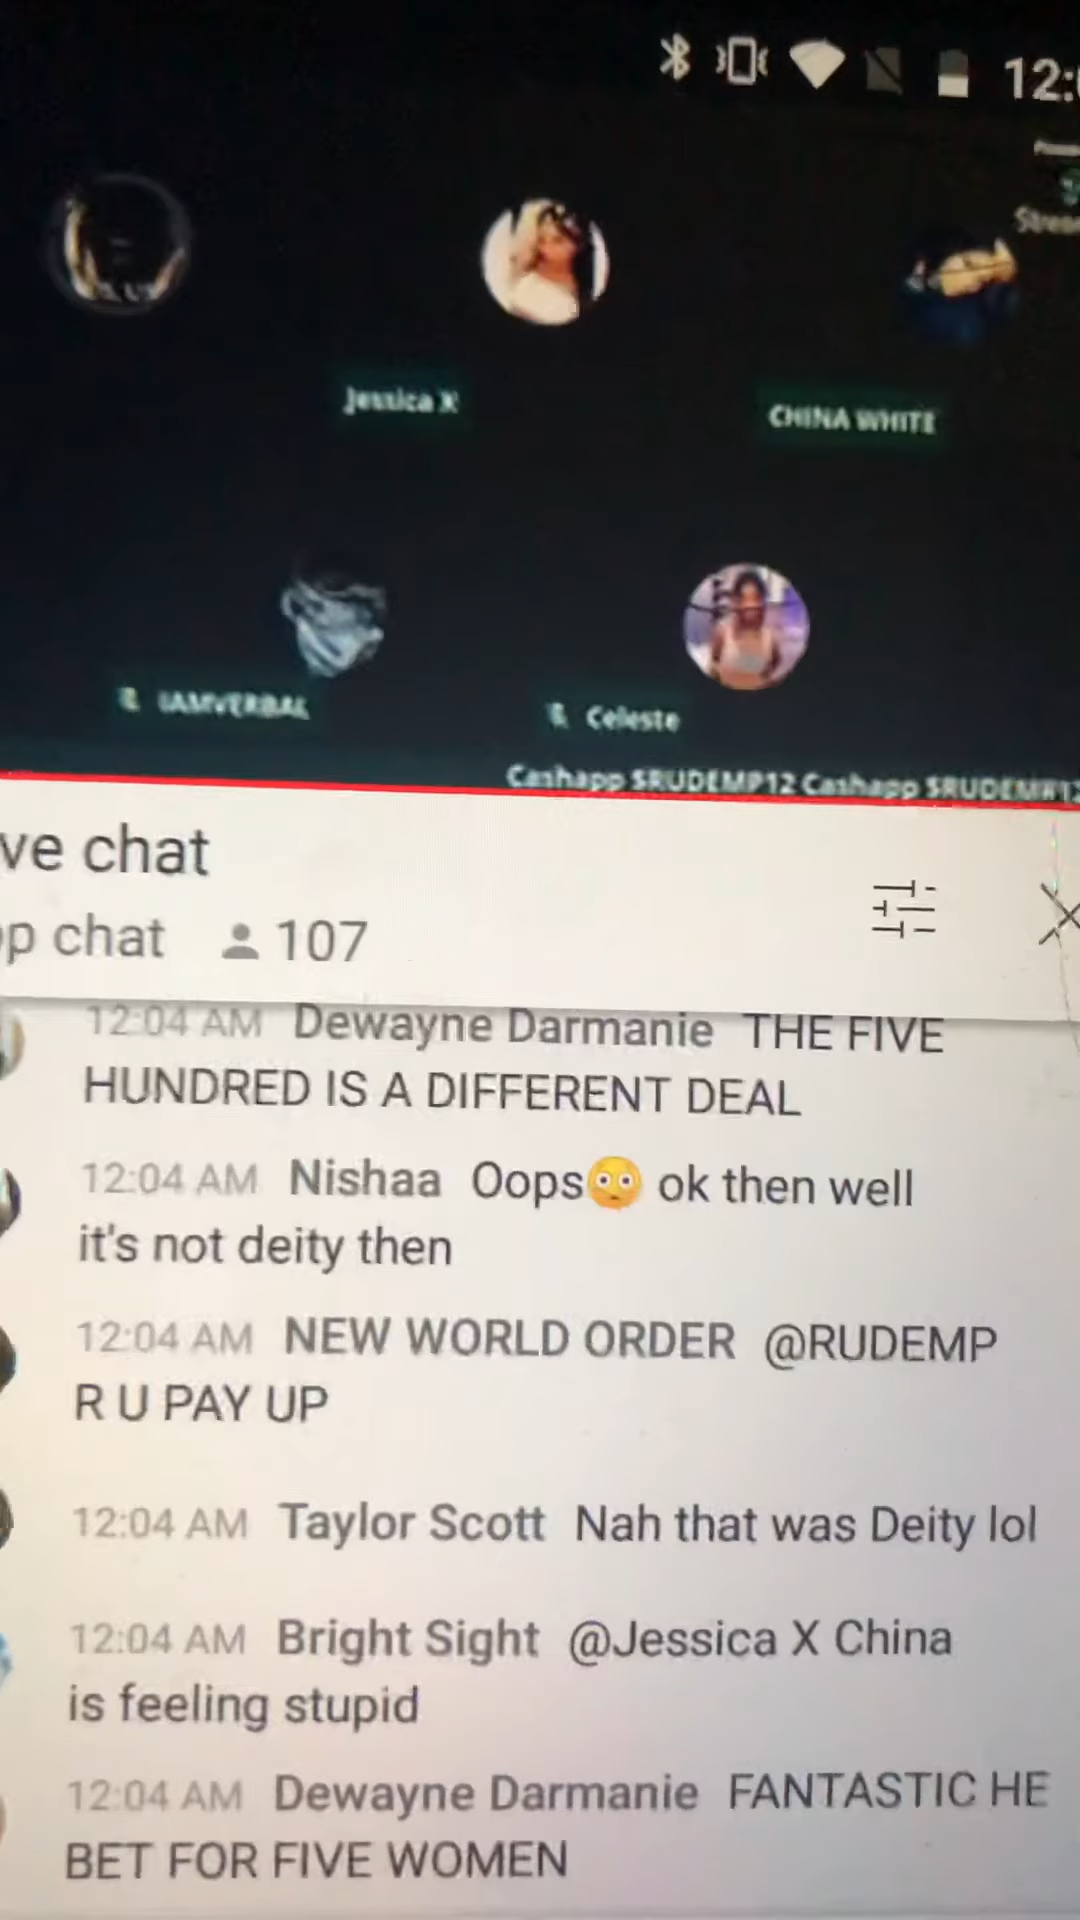 12:
Jessica X
CHINA WHITE
IAMVERBAL
Celeste
Cashapp $RUDEMP12 Cashapp $RUDEMP12
ve chat
p chat 107
12:04 AM Dewayne Darmanie THE FIVE
HUNDRED IS A DIFFERENT DEAL
12:04 AM Nishaa Oops😳 ok then well
it's not deity then
12:04 AM NEW WORLD ORDER @RUDEMP
R U PAY UP
12:04 AM Taylor Scott Nah that was Deity lol
12:04 AM Bright Sight @Jessica X China
is feeling stupid
12:04 AM Dewayne Darmanie FANTASTIC HE
BET FOR FIVE WOMEN